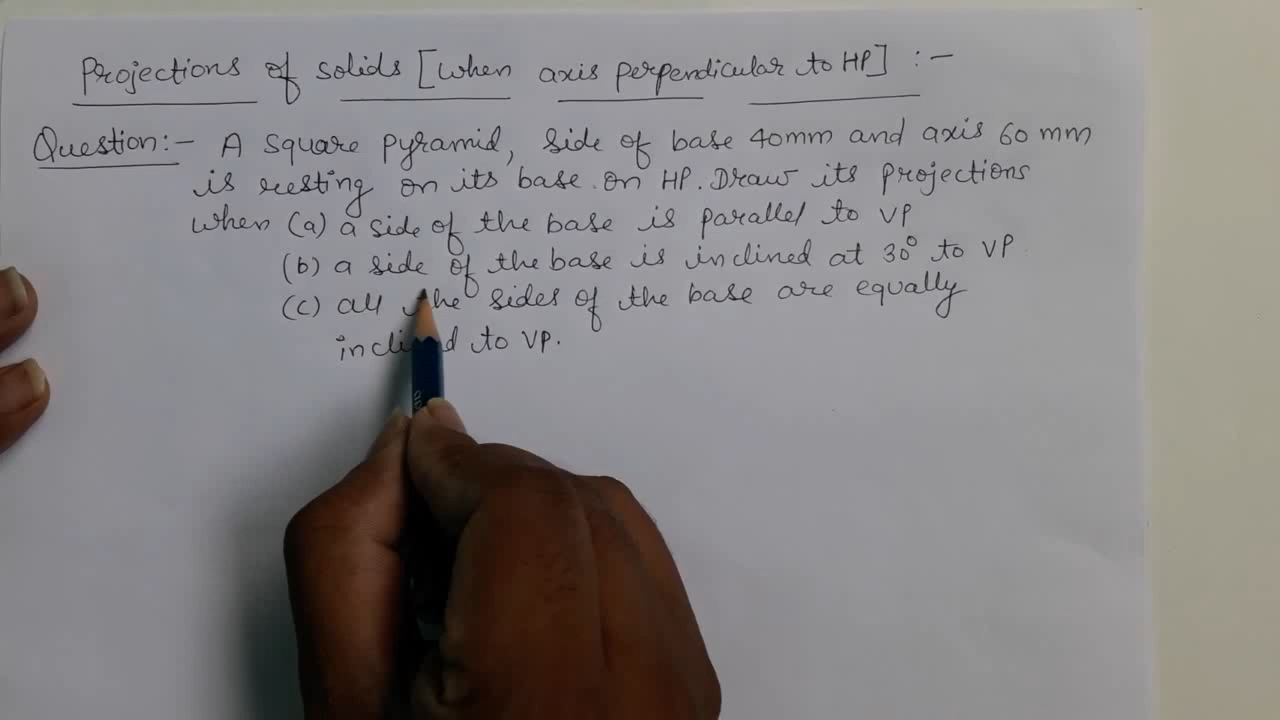 Projections of solids [when axis perpendicular to HP] :-
Question:- A square pyramid, side of base 40mm and axis 60 mm
is resting on its base on HP. Draw its projections
when (a) a side of the base is parallel to VP
(b) a side of the base is inclined at 30° to VP
(c) all the sides of the base are equally
inclined to VP.